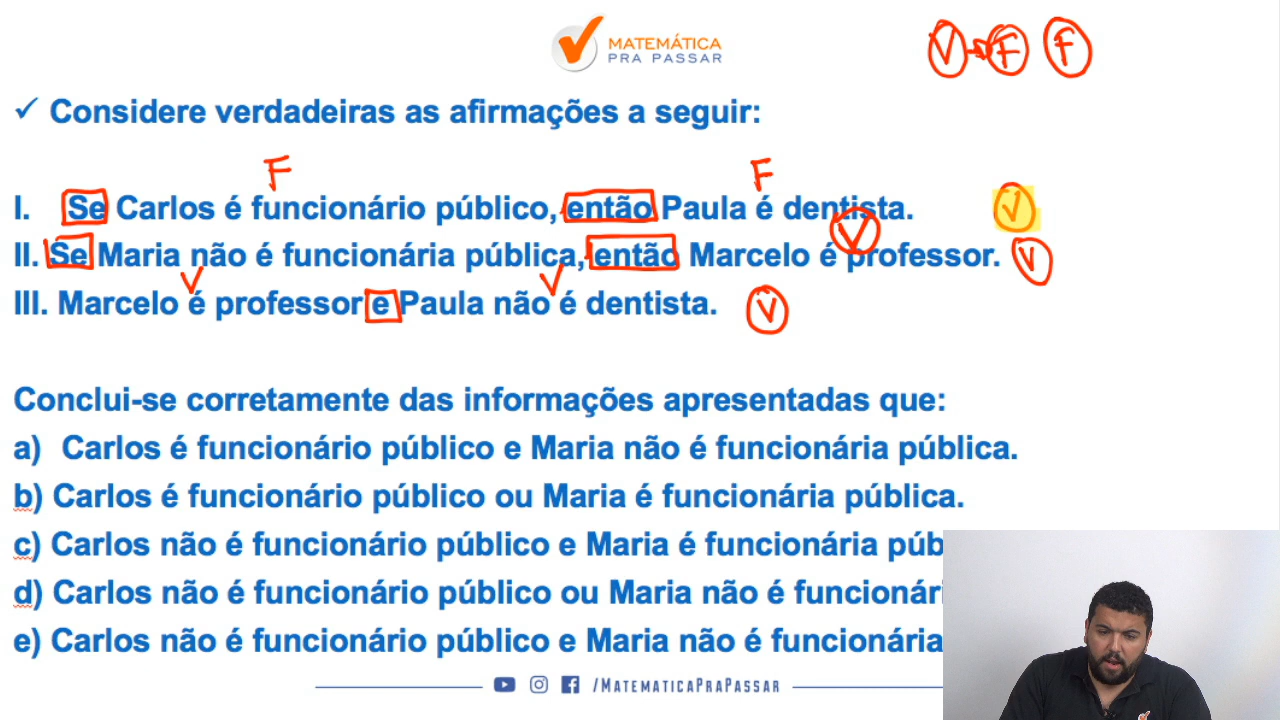 MATEMÁTICA
PRA PASSAR
V → F F
✓ Considere verdadeiras as afirmações a seguir:
F F
I. Se Carlos é funcionário público, então Paula é dentista. V
V
II. Se Maria não é funcionária pública, então Marcelo é professor. V
V V
III. Marcelo é professor e Paula não é dentista. V
Conclui-se corretamente das informações apresentadas que:
a) Carlos é funcionário público e Maria não é funcionária pública.
b) Carlos é funcionário público ou Maria é funcionária pública.
c) Carlos não é funcionário público e Maria é funcionária púb
d) Carlos não é funcionário público ou Maria não é funcionári
e) Carlos não é funcionário público e Maria não é funcionária
/MATEMATICAPRAPASSAR